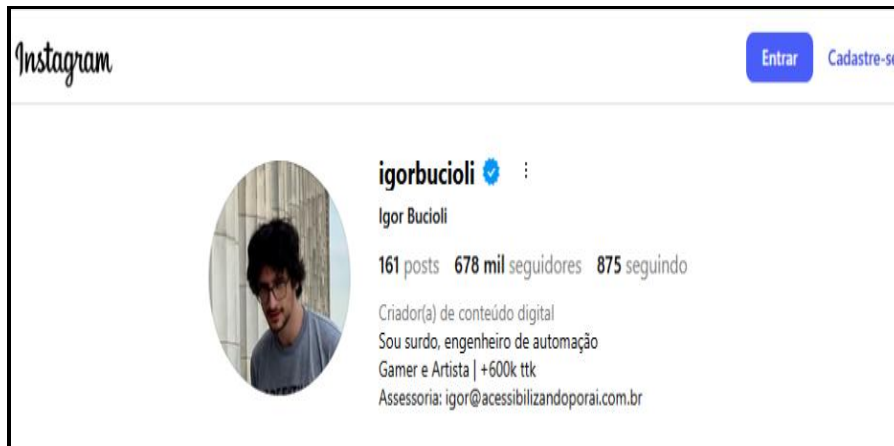 Instagram
Entrar
Cadastre-se
igorbucioli
Igor Bucioli
161 posts 678 mil seguidores 875 seguindo
Criador(a) de conteúdo digital
Sou surdo, engenheiro de automação
Gamer e Artista | +600k ttk
Assessoria: igor@acessibilizandoporai.com.br